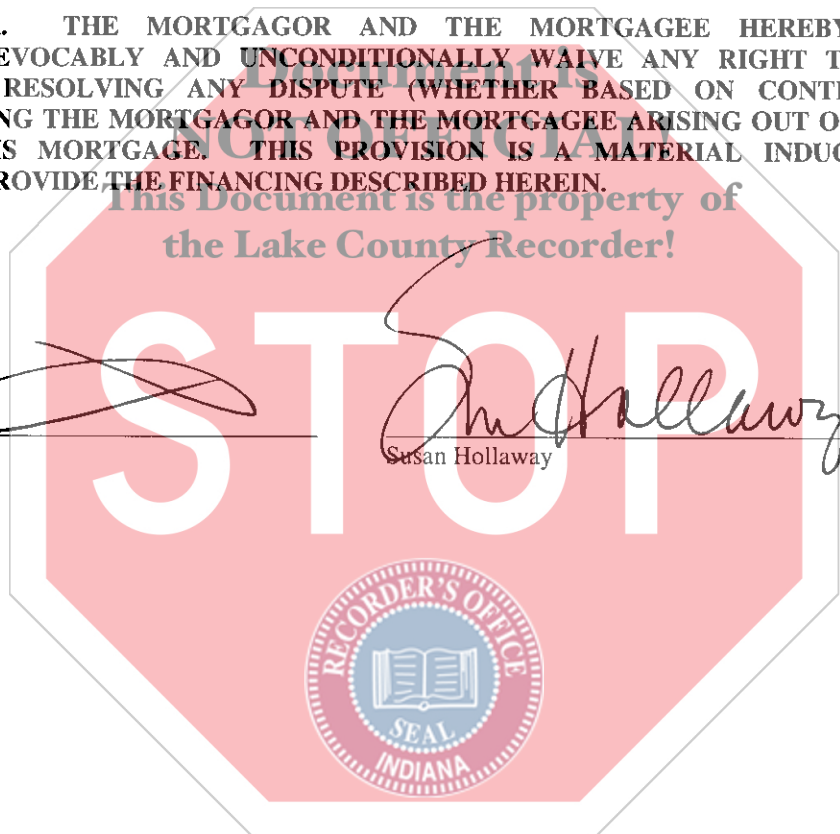 . THE MORTGAGOR AND THE MORTGAGEE HEREBY
EVOCABLY AND UNCONDITIONALLY WAIVE ANY RIGHT T
RESOLVING ANY DISPUTE (WHETHER BASED ON CONT
NG THE MORTGAGOR AND THE MORTGAGEE ARISING OUT O
IS MORTGAGE. THIS PROVISION IS A MATERIAL INDUC
ROVIDE THE FINANCING DESCRIBED HEREIN.
Document is
NOT OFFICIAL!
This Document is the property of
the Lake County Recorder!
STOP
Susan Hollaway
Susan Hollaway
RECORDER'S OFFICE
SEAL
INDIANA